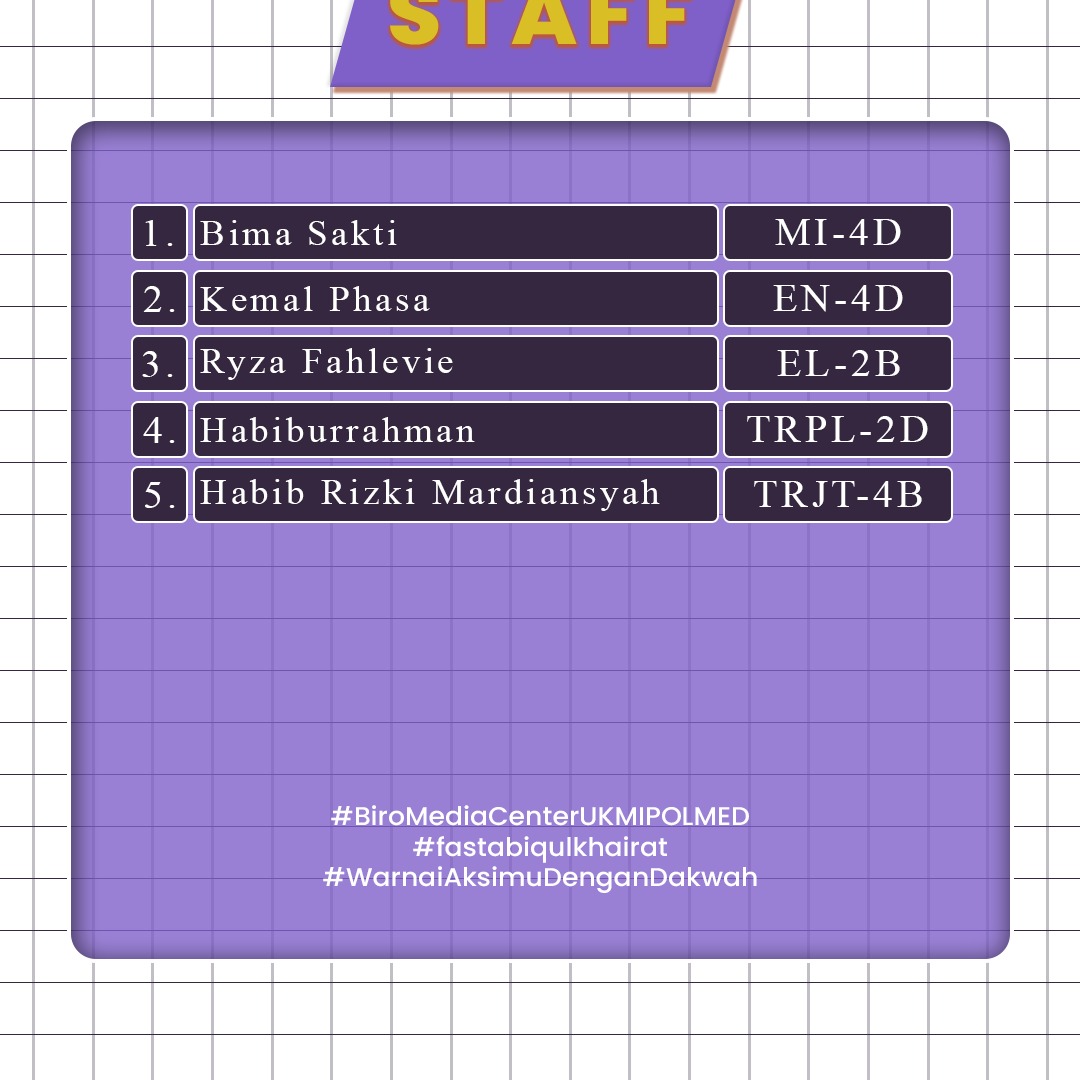 STAFF
1. Bima Sakti MI-4D
2. Kemal Phasa EN-4D
3. Ryza Fahlevie EL-2B
4. Habiburrahman TRPL-2D
5. Habib Rizki Mardiansyah TRJT-4B
#BiroMediaCenterUKMIPOLMED
#fastabiqulkhairat
#WarnaiAksimuDenganDakwah